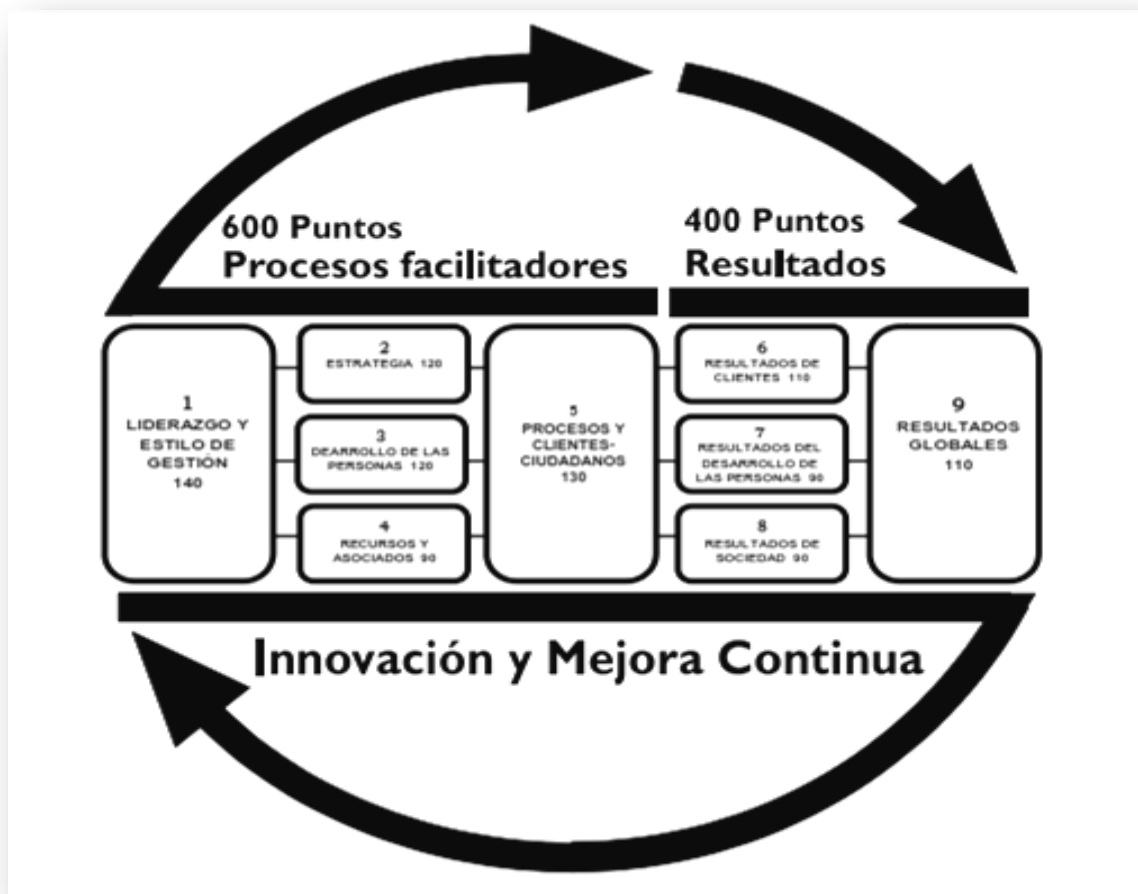 600 Puntos
Procesos facilitadores
400 Puntos
Resultados
1
LIDERAZGO Y
ESTILO DE
GESTIÓN
140
2
ESTRATEGIA 120
3
DEARROLLO DE LAS
PERSONAS 120
4
RECURSOS Y
ASOCIADOS 90
5
PROCESOS Y
CLIENTES-
CIUDADANOS
130
6
RESULTADOS DE
CLIENTES 110
7
RESULTADOS DEL
DESARROLLO DE
LAS PERSONAS 90
8
RESULTADOS DE
SOCIEDAD 90
9
RESULTADOS
GLOBALES
110
Innovación y Mejora Continua